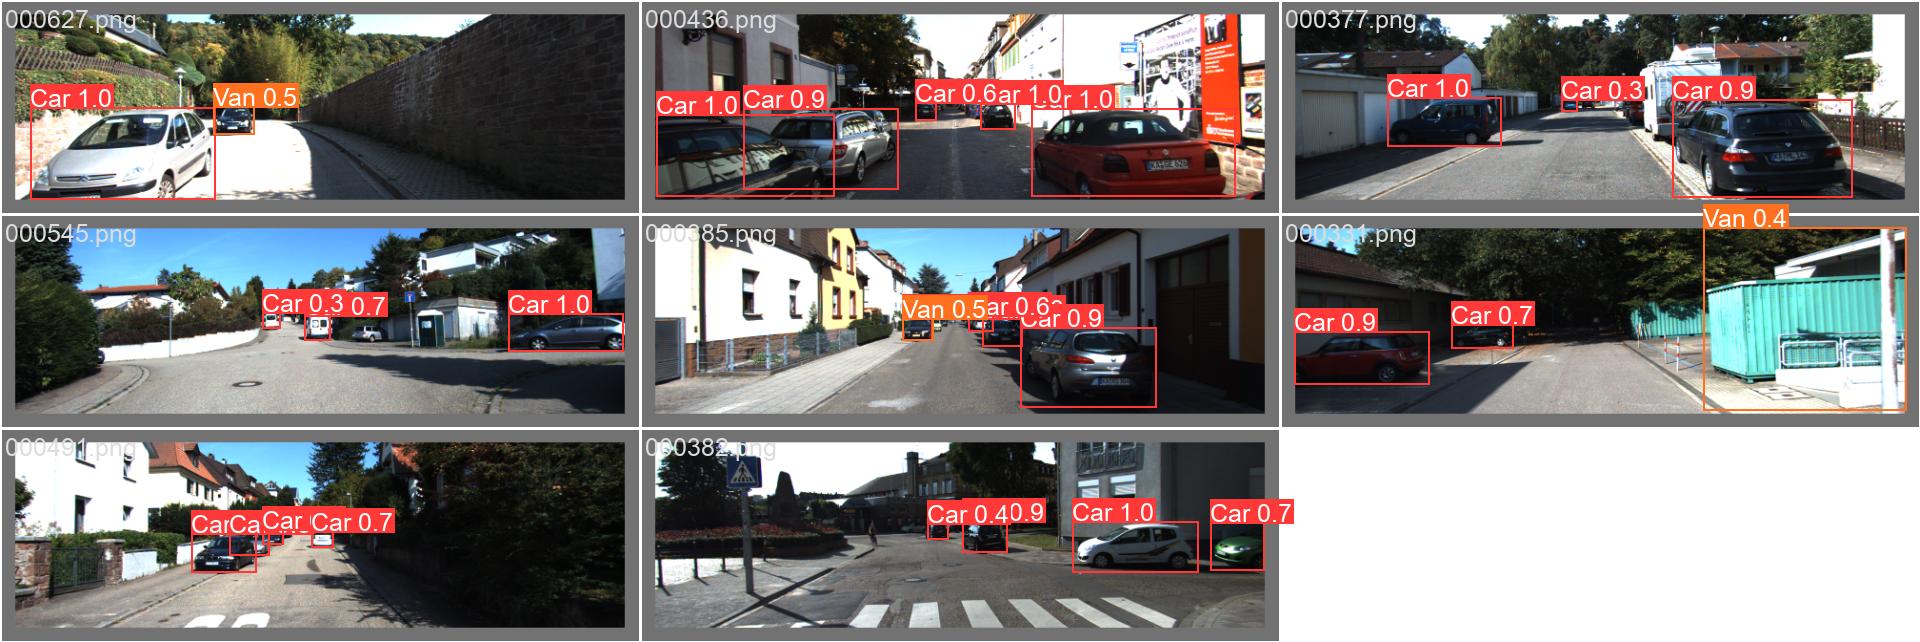 000627.png
Car 1.0
Van 0.5
000436.png
Car 1.0
Car 0.9
Car 0.6
ar 1.0
ar 1.0
000377.png
Car 1.0
Car 0.3
Car 0.9
000545.png
Car 0.3
0.7
Car 1.0
000385.png
Van 0.5
ar 0.6
Car 0.9
000331.png
Car 0.9
Car 0.7
Van 0.4
000491.png
Car
Ca
Car
Car 0.7
000382.png
Car 0.4
0.9
Car 1.0
Car 0.7